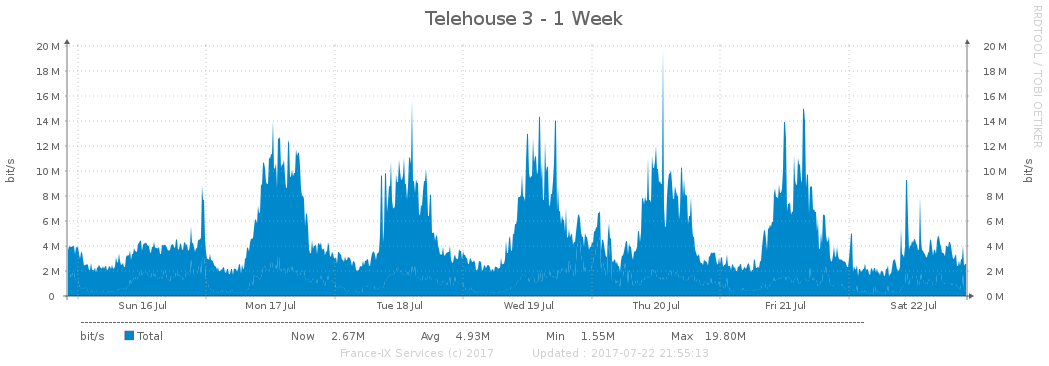 Telehouse 3 - 1 Week
RRDTOOL / TOBI OETIKER
bit/s
20 M 20 M
18 M 18 M
16 M 16 M
14 M 14 M
12 M 12 M
10 M 10 M
8 M 8 M
6 M 6 M
4 M 4 M
2 M 2 M
0 0 M
bit/s
Sun 16 Jul Mon 17 Jul Tue 18 Jul Wed 19 Jul Thu 20 Jul Fri 21 Jul Sat 22 Jul
bit/s Total Now 2.67M Avg 4.93M Min 1.55M Max 19.80M
France-IX Services (c) 2017 Updated : 2017-07-22 21:55:13